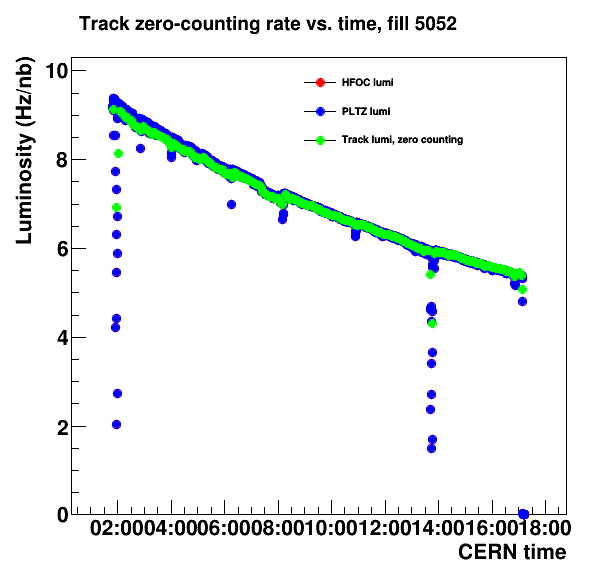 Track zero-counting rate vs. time, fill 5052
Luminosity (Hz/nb)
10
8
6
4
2
0
HFOC lumi
PLTZ lumi
Track lumi, zero counting
02:0004:0006:0008:0010:0012:0014:0016:0018:00
CERN time